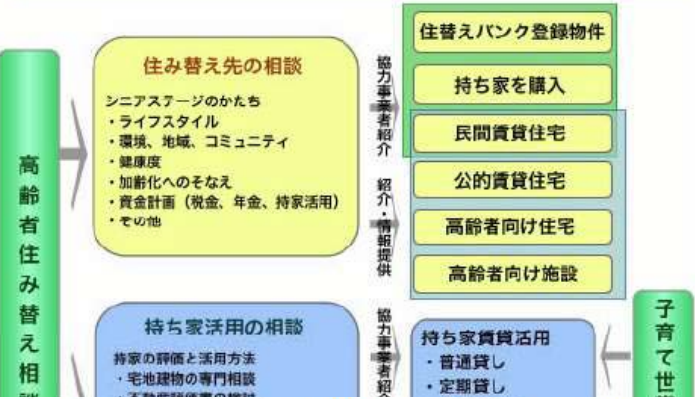 高齢者住み替え相
住み替え先の相談
シニアステージのかたち
・ライフスタイル
・環境、地域、コミュニティ
・健康度
・加齢化へのそなえ
・資金計画（税金、年金、持家活用）
・その他
協力事業者紹介
紹介・情報提供
住替えバンク登録物件
持ち家を購入
民間賃貸住宅
公的賃貸住宅
高齢者向け住宅
高齢者向け施設
持ち家活用の相談
持家の評価と活用方法
・宅地建物の専門相談
協力事業者紹
持ち家賃貸活用
・普通貸し
・定期貸し
子育て世